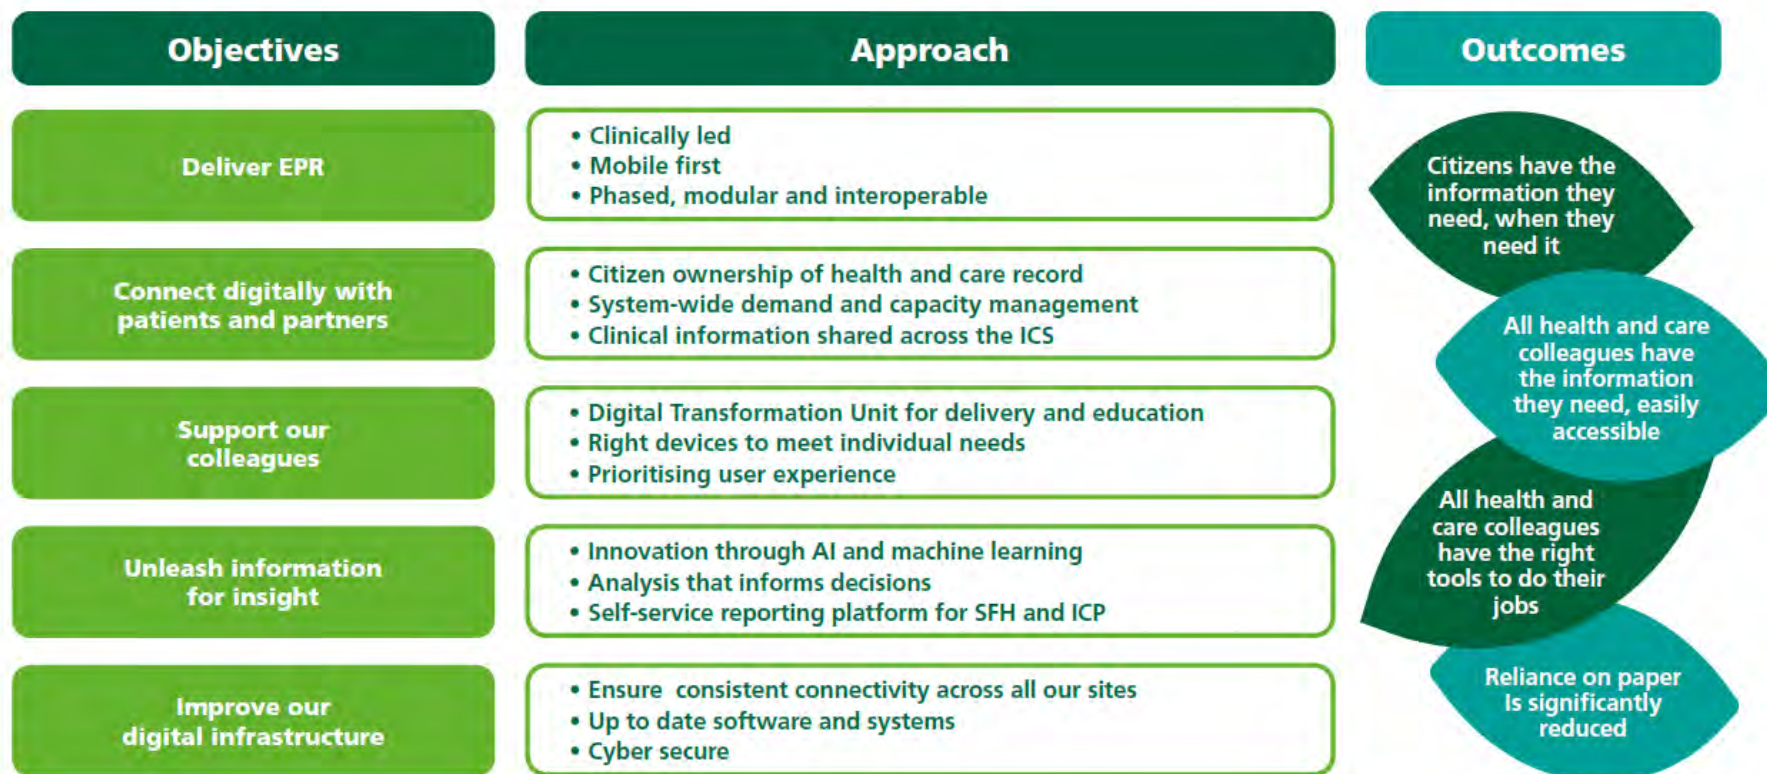 Objectives
Approach
Outcomes
Deliver EPR
• Clinically led
• Mobile first
• Phased, modular and interoperable
Connect digitally with
patients and partners
• Citizen ownership of health and care record
• System-wide demand and capacity management
• Clinical information shared across the ICS
Support our
colleagues
• Digital Transformation Unit for delivery and education
• Right devices to meet individual needs
• Prioritising user experience
Unleash information
for insight
• Innovation through AI and machine learning
• Analysis that informs decisions
• Self-service reporting platform for SFH and ICP
Improve our
digital infrastructure
• Ensure  consistent connectivity across all our sites
• Up to date software and systems
• Cyber secure
Citizens have the
information they
need, when they
need it
All health and care
colleagues have
the information
they need, easily
accessible
All health and
care colleagues
have the right
tools to do their
jobs
Reliance on paper
Is significantly
reduced